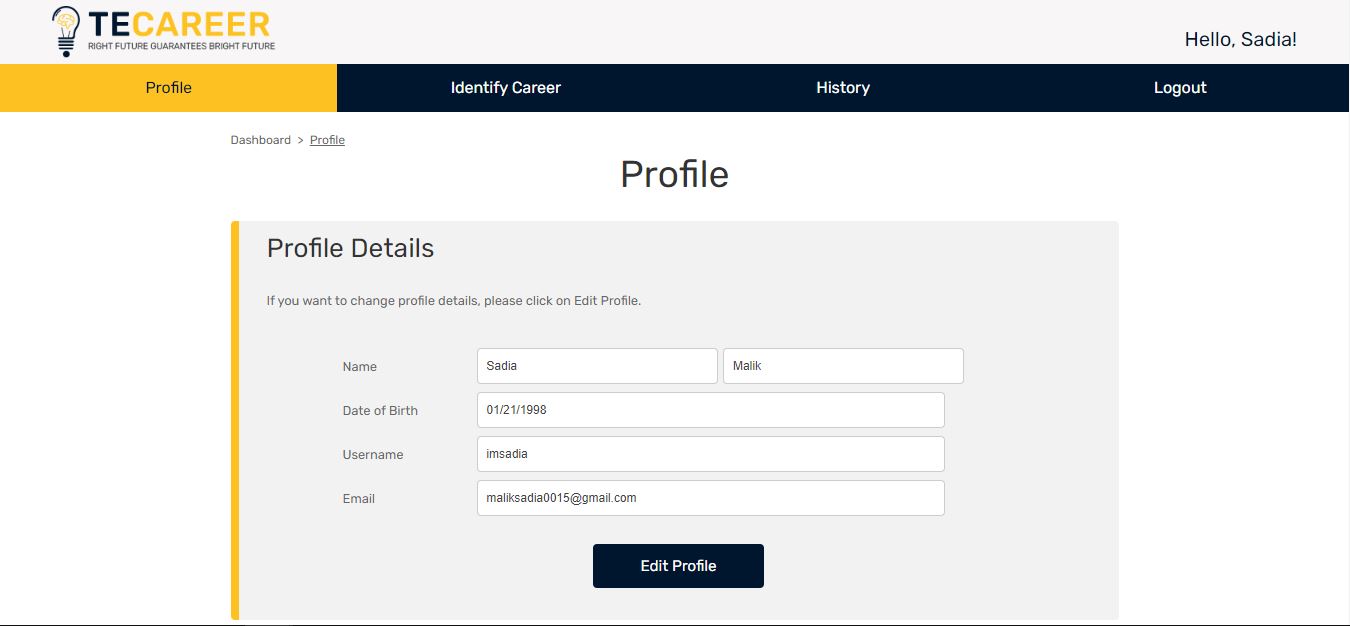 TECAREER
RIGHT FUTURE GUARANTEES BRIGHT FUTURE
Hello, Sadia!
Profile Identify Career History Logout
Dashboard > Profile
Profile
Profile Details
If you want to change profile details, please click on Edit Profile.
Name Sadia Malik
Date of Birth 01/21/1998
Username imsadia
Email maliksadia0015@gmail.com
Edit Profile